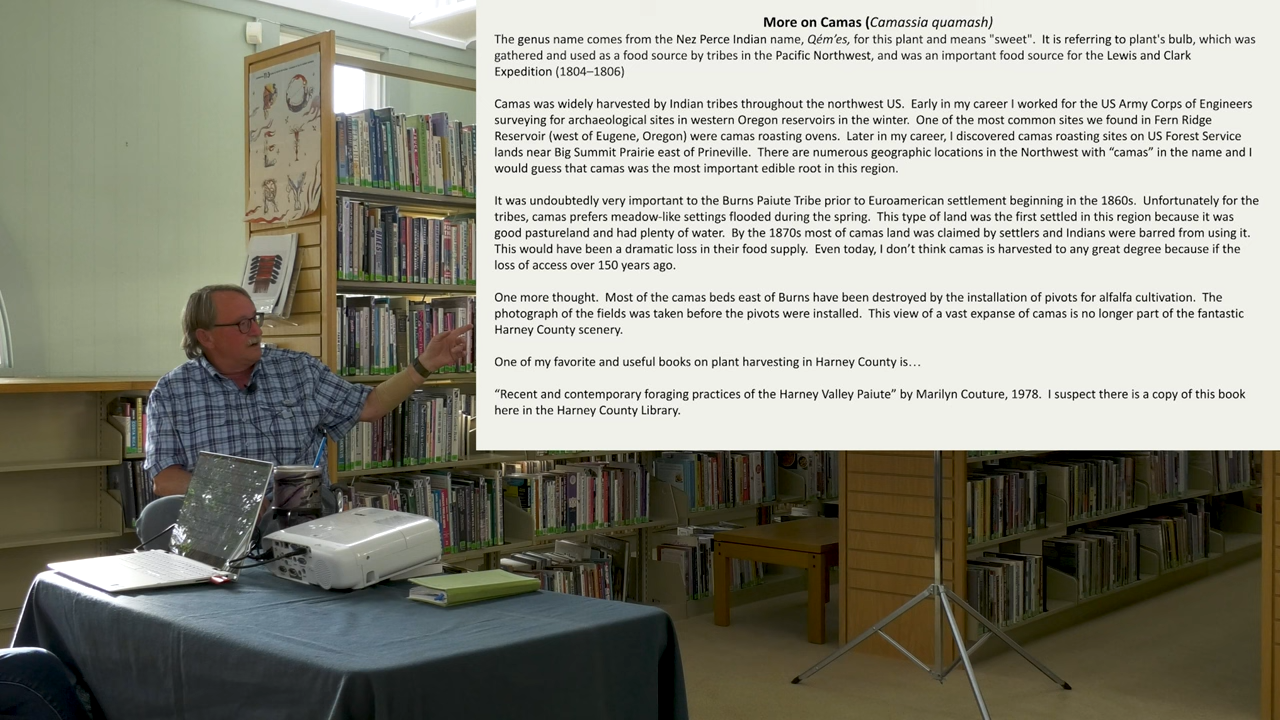 More on Camas (Camassia quamash)
The genus name comes from the Nez Perce Indian name, Qém'es, for this plant and means "sweet". It is referring to plant's bulb, which was
gathered and used as a food source by tribes in the Pacific Northwest, and was an important food source for the Lewis and Clark
Expedition (1804–1806)
Camas was widely harvested by Indian tribes throughout the northwest US. Early in my career I worked for the US Army Corps of Engineers
surveying for archaeological sites in western Oregon reservoirs in the winter. One of the most common sites we found in Fern Ridge
Reservoir (west of Eugene, Oregon) were camas roasting ovens. Later in my career, I discovered camas roasting sites on US Forest Service
lands near Big Summit Prairie east of Prineville. There are numerous geographic locations in the Northwest with “camas” in the name and I
would guess that camas was the most important edible root in this region.
It was undoubtedly very important to the Burns Paiute Tribe prior to Euroamerican settlement beginning in the 1860s. Unfortunately for the
tribes, camas prefers meadow-like settings flooded during the spring. This type of land was the first settled in this region because it was
good pastureland and had plenty of water. By the 1870s most of camas land was claimed by settlers and Indians were barred from using it.
This would have been a dramatic loss in their food supply. Even today, I don’t think camas is harvested to any great degree because if the
loss of access over 150 years ago.
One more thought. Most of the camas beds east of Burns have been destroyed by the installation of pivots for alfalfa cultivation. The
photograph of the fields was taken before the pivots were installed. This view of a vast expanse of camas is no longer part of the fantastic
Harney County scenery.
One of my favorite and useful books on plant harvesting in Harney County is…
“Recent and contemporary foraging practices of the Harney Valley Paiute” by Marilyn Couture, 1978. I suspect there is a copy of this book
here in the Harney County Library.